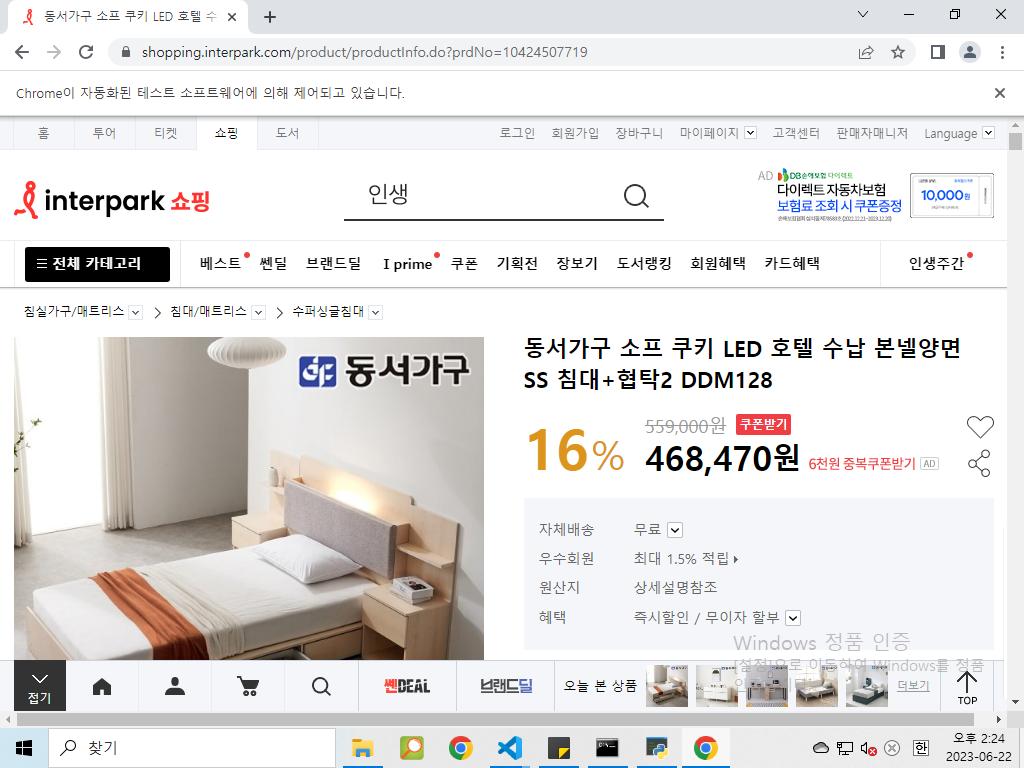 동서가구 소프 쿠키 LED 호텔 수
shopping.interpark.com/product/productInfo.do?prdNo=10424507719
Chrome이 자동화된 테스트 소프트웨어에 의해 제어되고 있습니다.
홈 투어 티켓 쇼핑 도서 로그인 회원가입 장바구니 마이페이지 고객센터 판매자매니저 Language
interpark 쇼핑 인생
AD DB손해보험 다이렉트
다이렉트 자동차보험
보험료 조회 시 쿠폰증정
10,000원
전체 카테고리 베스트 쎈딜 브랜드딜 I prime 쿠폰 기획전 장보기 도서랭킹 회원혜택 카드혜택 인생주간
침실가구/매트리스 침대/매트리스 수퍼싱글침대
동서가구
동서가구 소프 쿠키 LED 호텔 수납 본넬양면
SS 침대+협탁2 DDM128
16%
559,000원 쿠폰받기
468,470원 6천원 중복쿠폰받기 AD
자체배송 무료
우수회원 최대 1.5% 적립
원산지 상세설명참조
혜택 즉시할인 / 무이자 할부
Windows 정품 인증
[설정]으로 이동하여 Windows를 정품
접기 쎈DEAL 브랜드딜 오늘 본 상품 더보기 TOP
찾기
한
오후 2:24
2023-06-22